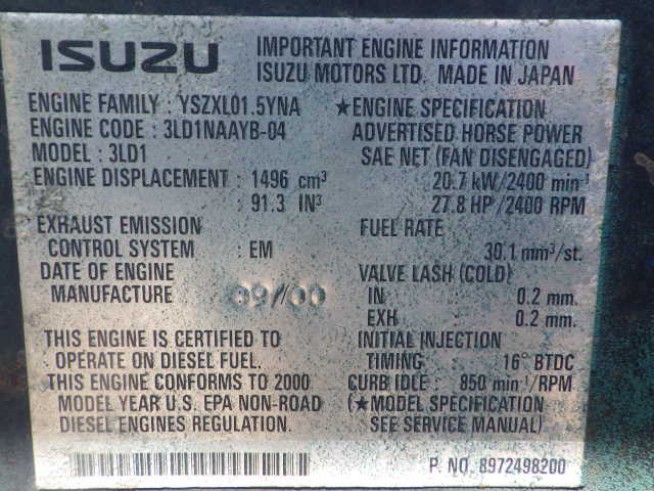 ISUZU
IMPORTANT ENGINE INFORMATION
ISUZU MOTORS LTD. MADE IN JAPAN
ENGINE FAMILY : YSZXL01.5YNA
ENGINE CODE : 3LD1NAAYB-04
MODEL : 3LD1
ENGINE DISPLACEMENT : 1496 cm³
: 91.3 IN³
EXHAUST EMISSION
CONTROL SYSTEM : EM
DATE OF ENGINE
MANUFACTURE 09/00
THIS ENGINE IS CERTIFIED TO
OPERATE ON DIESEL FUEL.
THIS ENGINE CONFORMS TO 2000
MODEL YEAR U.S. EPA NON-ROAD
DIESEL ENGINES REGULATION.
★ENGINE SPECIFICATION
ADVERTISED HORSE POWER
SAE NET (FAN DISENGAGED)
20.7 kW/2400 min⁻¹
27.8 HP/2400 RPM
FUEL RATE
30.1 mm³/st.
VALVE LASH (COLD)
IN 0.2 mm.
EXH 0.2 mm.
INITIAL INJECTION
TIMING : 16° BTDC
CURB IDLE : 850 min⁻¹/RPM
(★MODEL SPECIFICATION
SEE SERVICE MANUAL)
P. NO. 8972498200